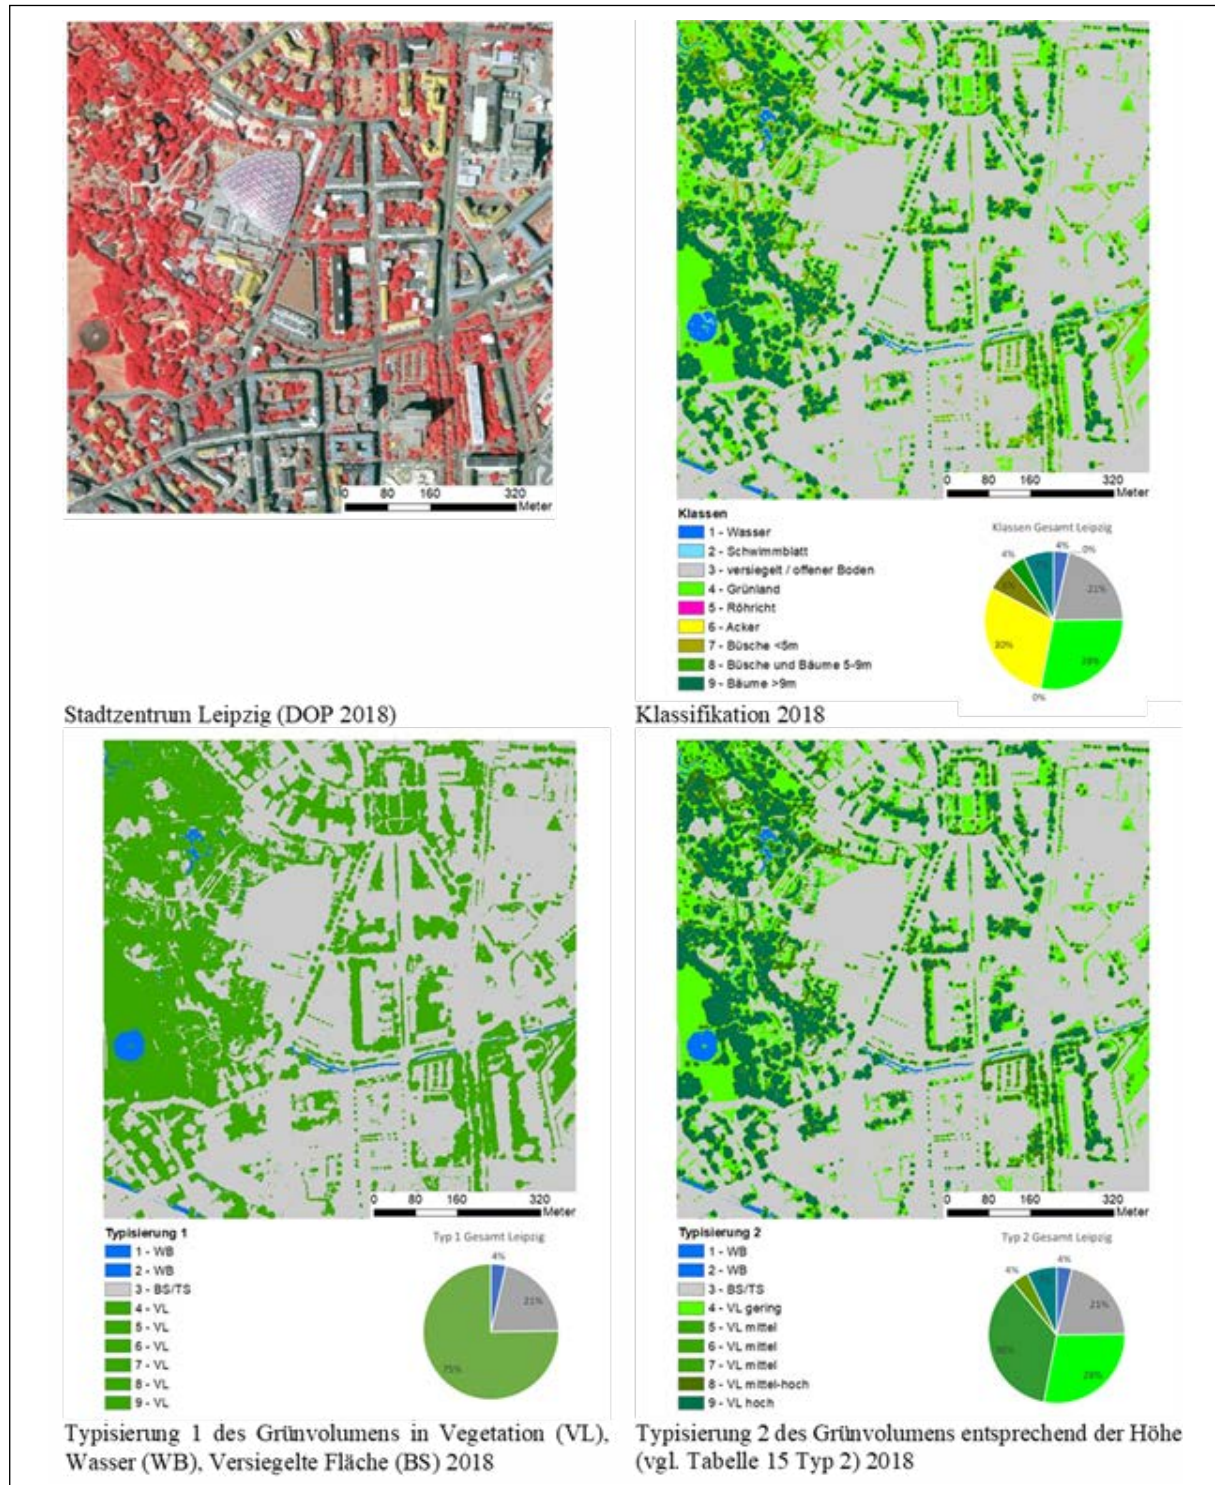 0 80 160 320
Meter
0 80 160 320
Meter
Klassen
1 - Wasser
2 - Schwimmblatt
3 - versiegelt / offener Boden
4 - Grünland
5 - Röhricht
6 - Acker
7 - Büsche <5m
8 - Büsche und Bäume 5-9m
9 - Bäume >9m
Klassen Gesamt Leipzig
4%
4%
0%
21%
30%
28%
0%
Stadtzentrum Leipzig (DOP 2018)
Klassifikation 2018
0 80 160 320
Meter
Typisierung 1
1 - WB
2 - WB
3 - BS/TS
4 - VL
5 - VL
6 - VL
7 - VL
8 - VL
9 - VL
Typ 1 Gesamt Leipzig
4%
21%
75%
0 80 160 320
Meter
Typisierung 2
1 - WB
2 - WB
3 - BS/TS
4 - VL gering
5 - VL mittel
6 - VL mittel
7 - VL mittel
8 - VL mittel-hoch
9 - VL hoch
Typ 2 Gesamt Leipzig
4%
4%
21%
28%
Typisierung 1 des Grünvolumens in Vegetation (VL),
Wasser (WB), Versiegelte Fläche (BS) 2018
Typisierung 2 des Grünvolumens entsprechend der Höhe
(vgl. Tabelle 15 Typ 2) 2018